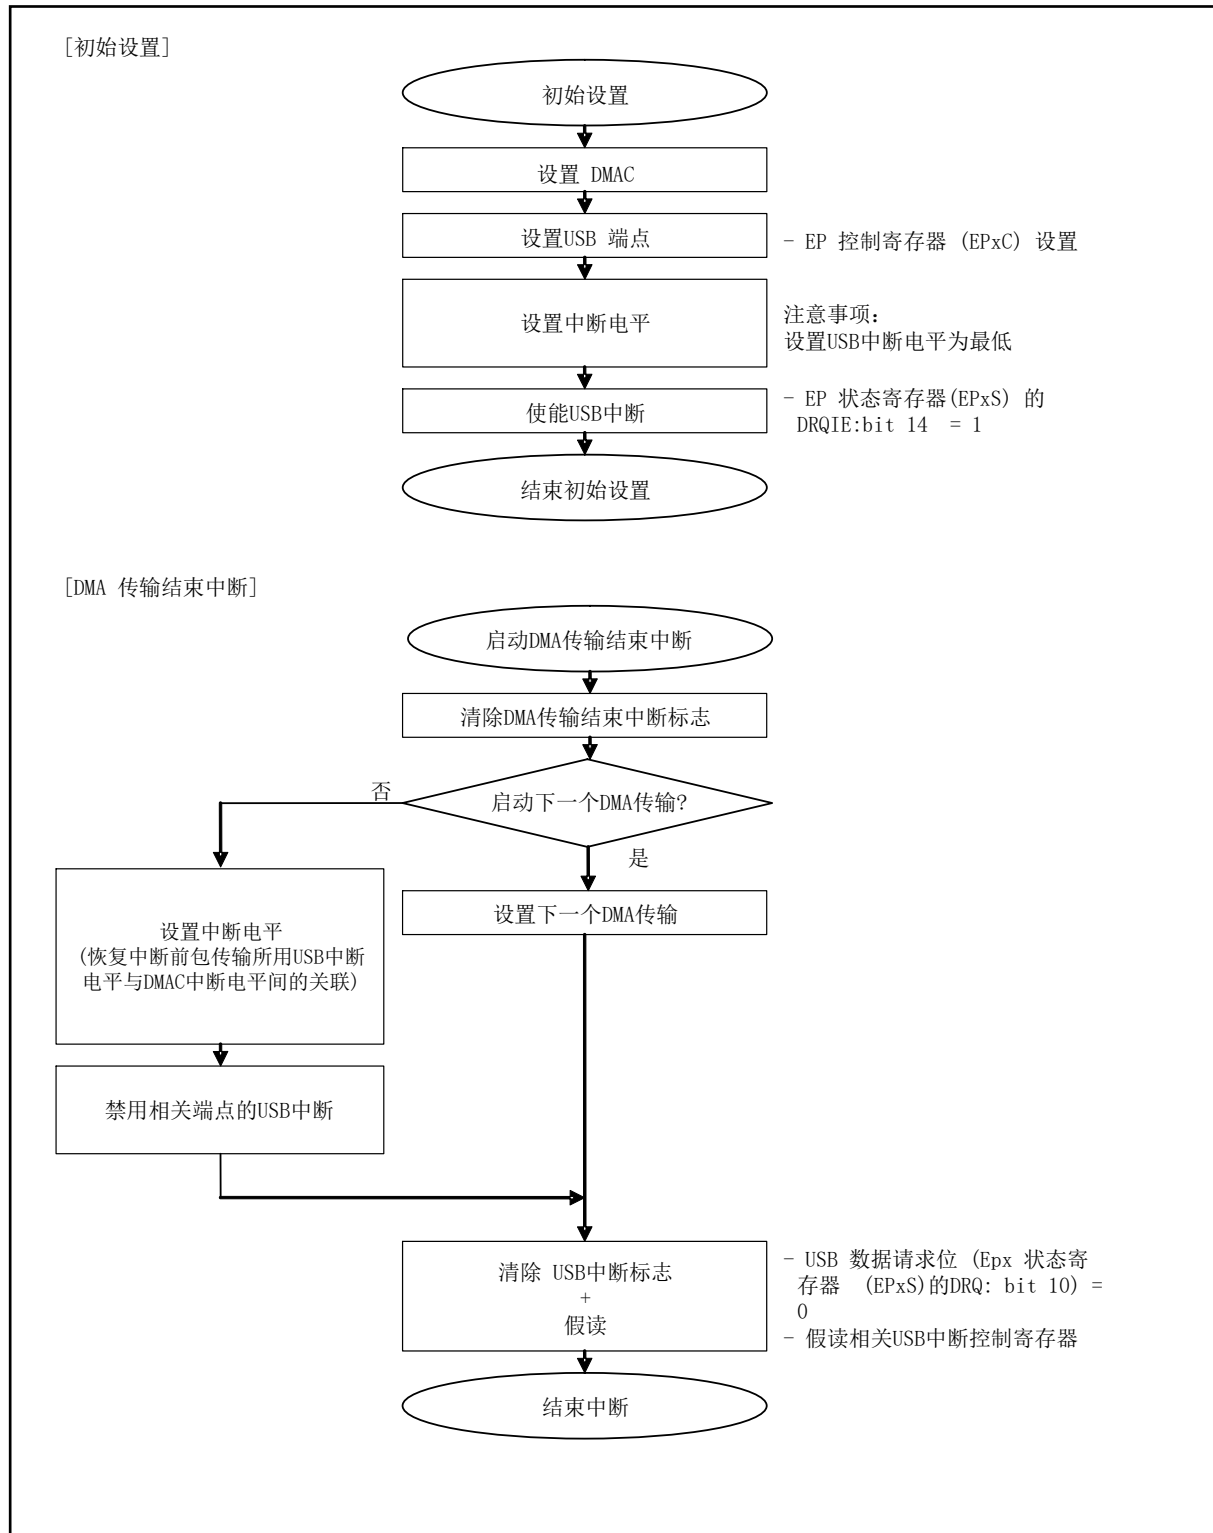 [初始设置]
初始设置
设置 DMAC
设置USB 端点
- EP 控制寄存器 (EPxC) 设置
设置中断电平
注意事项：
设置USB中断电平为最低
使能USB中断
- EP 状态寄存器(EPxS) 的
DRQIE:bit 14 = 1
结束初始设置
[DMA 传输结束中断]
启动DMA传输结束中断
清除DMA传输结束中断标志
否
启动下一个DMA传输?
是
设置下一个DMA传输
设置中断电平
(恢复中断前包传输所用USB中断
电平与DMAC中断电平间的关联)
禁用相关端点的USB中断
清除 USB中断标志
+
假读
- USB 数据请求位 (Epx 状态寄
存器 (EPxS)的DRQ: bit 10) =
0
- 假读相关USB中断控制寄存器
结束中断